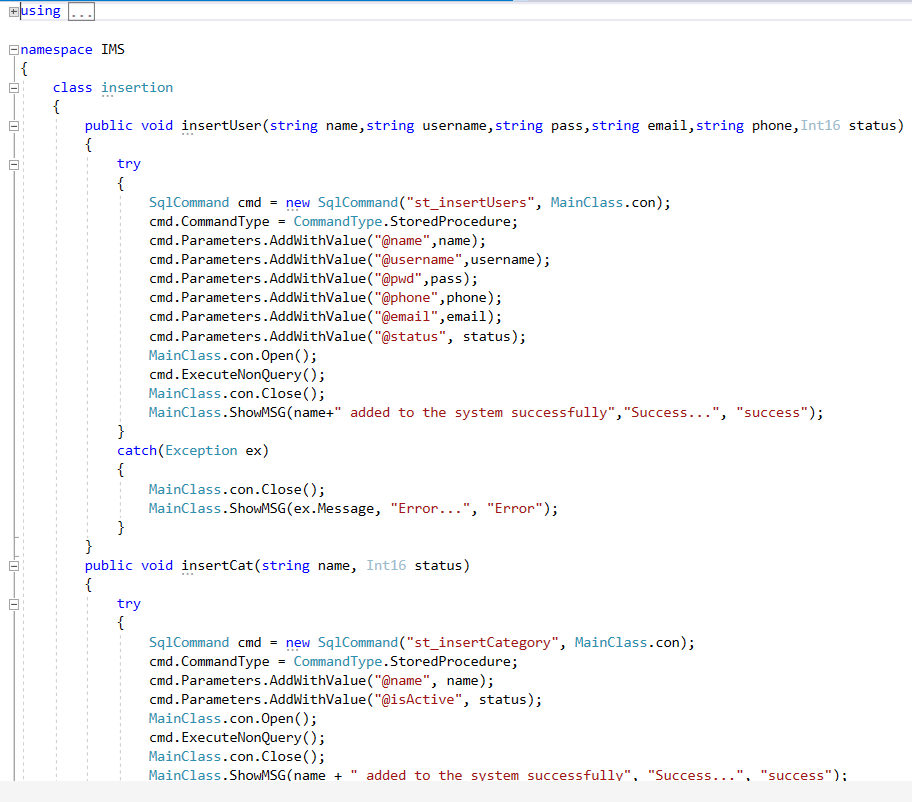 using ...
namespace IMS
{
class insertion
{
public void insertUser(string name,string username,string pass,string email,string phone,Int16 status)
{
try
{
SqlCommand cmd = new SqlCommand("st_insertUsers", MainClass.con);
cmd.CommandType = CommandType.StoredProcedure;
cmd.Parameters.AddWithValue("@name",name);
cmd.Parameters.AddWithValue("@username",username);
cmd.Parameters.AddWithValue("@pwd",pass);
cmd.Parameters.AddWithValue("@phone",phone);
cmd.Parameters.AddWithValue("@email",email);
cmd.Parameters.AddWithValue("@status", status);
MainClass.con.Open();
cmd.ExecuteNonQuery();
MainClass.con.Close();
MainClass.ShowMSG(name+" added to the system successfully","Success...", "success");
}
catch(Exception ex)
{
MainClass.con.Close();
MainClass.ShowMSG(ex.Message, "Error...", "Error");
}
}
public void insertCat(string name, Int16 status)
{
try
{
SqlCommand cmd = new SqlCommand("st_insertCategory", MainClass.con);
cmd.CommandType = CommandType.StoredProcedure;
cmd.Parameters.AddWithValue("@name", name);
cmd.Parameters.AddWithValue("@isActive", status);
MainClass.con.Open();
cmd.ExecuteNonQuery();
MainClass.con.Close();
MainClass.ShowMSG(name + " added to the system successfully", "Success...", "success");